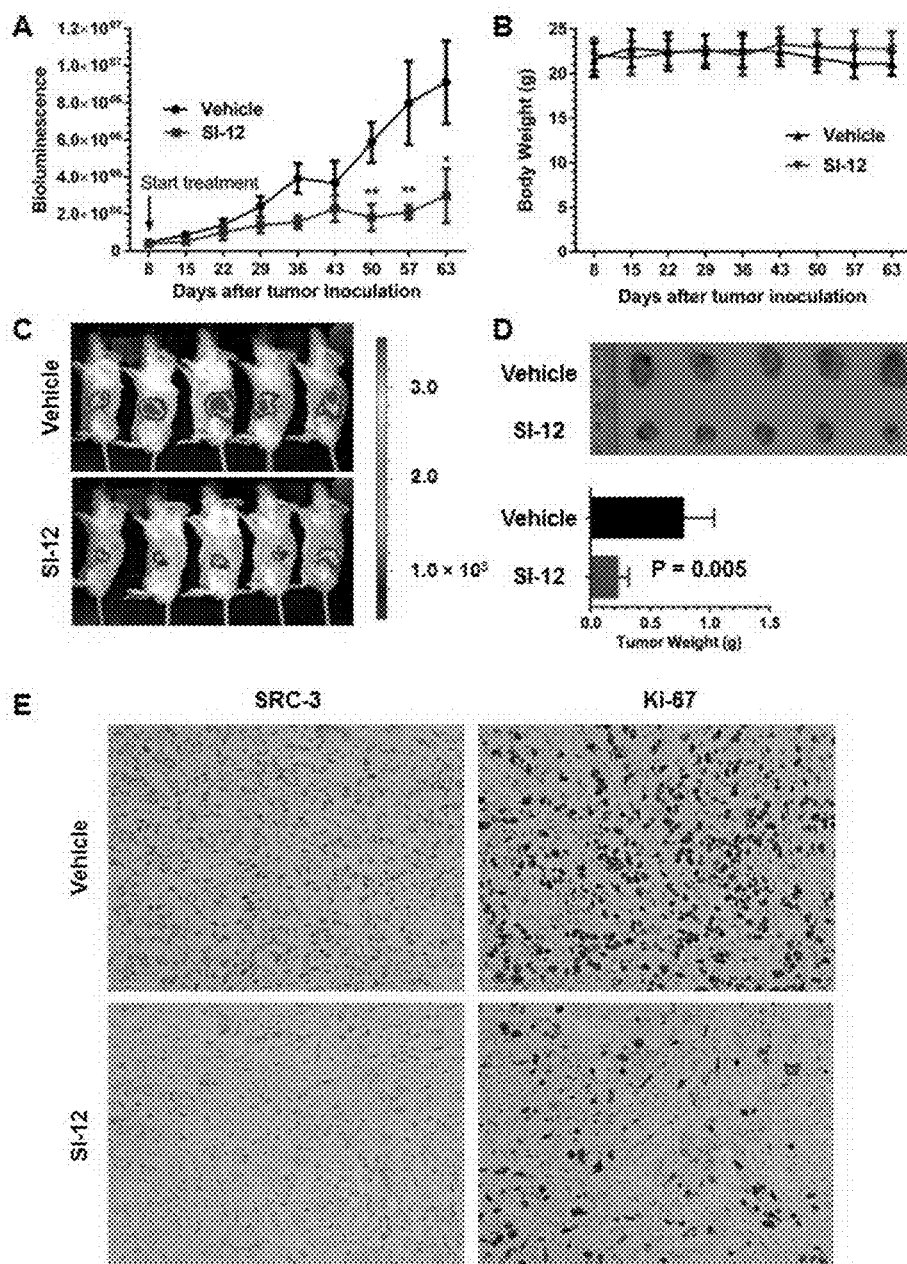 A
1.2×10⁰⁷
1.0×10⁰⁷
8.0×10⁰⁶
6.0×10⁰⁶
4.0×10⁰⁶
2.0×10⁰⁶
0
Bioluminescence
Vehicle
SI-12
Start treatment
**
**
*
8 15 22 29 36 43 50 57 63
Days after tumor inoculation
B
25
20
15
10
5
0
Body Weight (g)
Vehicle
SI-12
8 15 22 29 36 43 50 57 63
Days after tumor inoculation
C
Vehicle
SI-12
3.0
2.0
1.0 × 10⁵
D
Vehicle
SI-12
Vehicle
SI-12
P = 0.005
0.0 0.5 1.0 1.5
Tumor Weight (g)
E
SRC-3 Ki-67
Vehicle
SI-12